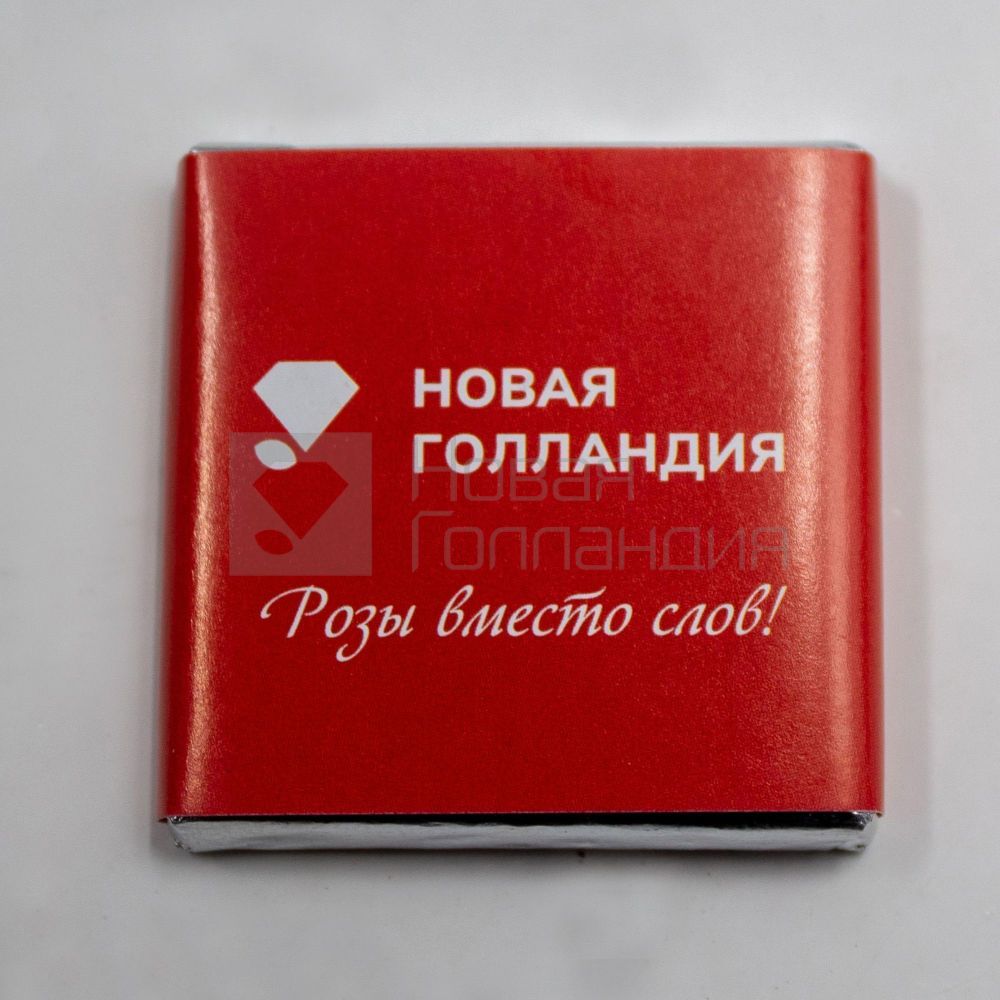 НОВАЯ
ГОЛЛАНДИЯ
Новая
Голландия
Розы вместо слов!